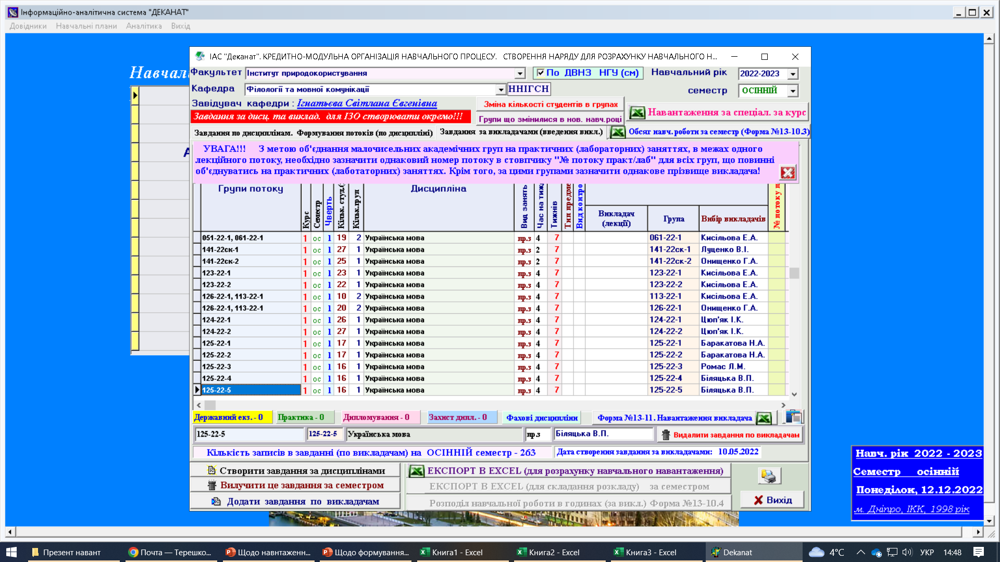 Інформаційно-аналітична система "ДЕКАНАТ"
Довідники Навчальні плани Аналітика Вихід
ІАС "Деканат". КРЕДИТНО-МОДУЛЬНА ОРГАНІЗАЦІЯ НАВЧАЛЬНОГО ПРОЦЕСУ. СТВОРЕННЯ НАРЯДУ ДЛЯ РОЗРАХУНКУ НАВЧАЛЬНОГО Н...
Факультет Інститут природокористування По ДВНЗ НГУ (см) Навчальний рік 2022-2023
Кафедра Філології та мовної комунікації ННІГСН семестр ОСІННІЙ
Завідувач кафедри : Ігнатьєва Світлана Євгенівна
Зміна кількості студентів в групах
Завдання за дисц. та виклад. для ІЗО створювати окремо!!!
Навантаження за спеціал. за курс
Групи що змінилися в нов. навч.році
Завдання по дисциплінам. Формування потоків (по дисципліні) Завдання за викладачами (введення викл.) Обсяг навч. роботи за семестр (Форма №13-10.3)
УВАГА!!! З метою об'єднання малочисельних академічних груп на практичних (лабораторних) заняттях, в межах одного
лекційного потоку, необхідно зазначити однаковий номер потоку в стовпчику "№ потоку практ/лаб" для всіх груп, що повинні
об'єднуватись на практичних (лаботаторних) заняттях. Крім того, за цими групами зазначити однакове прізвище викладача!
Групи потоку Курс Семестр Чверть Кільк. студ. Кільк.груп Дисципліна Вид занять Час на Тижнів Тип Вид Викладач (лекції) Група Вибір викладачів № потоку
051-22-1, 061-22-1 1 ос 1 19 2 Українська мова пр.з 4 7 061-22-1 Кисільова Е.А.
141-22ск-1 1 ос 1 27 1 Українська мова пр.з 2 7 141-22ск-1 Луценко В.І.
141-22ск-2 1 ос 1 25 1 Українська мова пр.з 2 7 141-22ск-2 Онищенко Г.А.
123-22-1 1 ос 1 23 1 Українська мова пр.з 4 7 123-22-1 Кисільова Е.А.
123-22-2 1 ос 1 22 1 Українська мова пр.з 4 7 123-22-2 Кисільова Е.А.
126-22-1, 113-22-1 1 ос 1 10 2 Українська мова пр.з 4 7 113-22-1 Кисільова Е.А.
126-22-1, 113-22-1 1 ос 1 20 2 Українська мова пр.з 4 7 126-22-1 Онищенко Г.А.
124-22-1 1 ос 1 26 1 Українська мова пр.з 4 7 124-22-1 Цюп'як І.К.
124-22-2 1 ос 1 27 1 Українська мова пр.з 4 7 124-22-2 Цюп'як І.К.
125-22-1 1 ос 1 17 1 Українська мова пр.з 4 7 125-22-1 Баракатова Н.А.
125-22-2 1 ос 1 17 1 Українська мова пр.з 4 7 125-22-2 Баракатова Н.А.
125-22-3 1 ос 1 16 1 Українська мова пр.з 4 7 125-22-3 Ромас Л.М.
125-22-4 1 ос 1 16 1 Українська мова пр.з 4 7 125-22-4 Біляцька В.П.
125-22-5 1 ос 1 16 1 Українська мова пр.з 4 7 125-22-5 Біляцька В.П.
Державний екз. - 0 Практика - 0 Дипломування - 0 Захист дипл. - 0 Фахові дисципліни Форма №13-11. Навантаження викладача
125-22-5 125-22-5 Українська мова пр.з Біляцька В.П. Видалити завдання по викладачам
Кількість записів в завданні (по викладачам) на ОСІННІЙ семестр - 263 Дата створення завдання за викладачами: 10.05.2022
Створити завдання за дисциплінами ЕКСПОРТ В EXCEL (для розрахунку навчального навантаження)
Вилучити це завдання за семестром ЕКСПОРТ В EXCEL (для складання розкладу) за семестром
Додати завдання по викладачам Розподіл навчальної роботи в годинах (за викл.) Форма №13-10.4 Вихід
Навч. рік 2022 - 2023
Семестр осінній
Понеділок, 12.12.2022
м. Дніпро, ІКК, 1998 рік
Презент навант Почта — Терешко... Щодо навнтаженн... Щодо формування... Книга1 - Excel Книга2 - Excel Книга3 - Excel Dekanat 4°C УКР 14:48